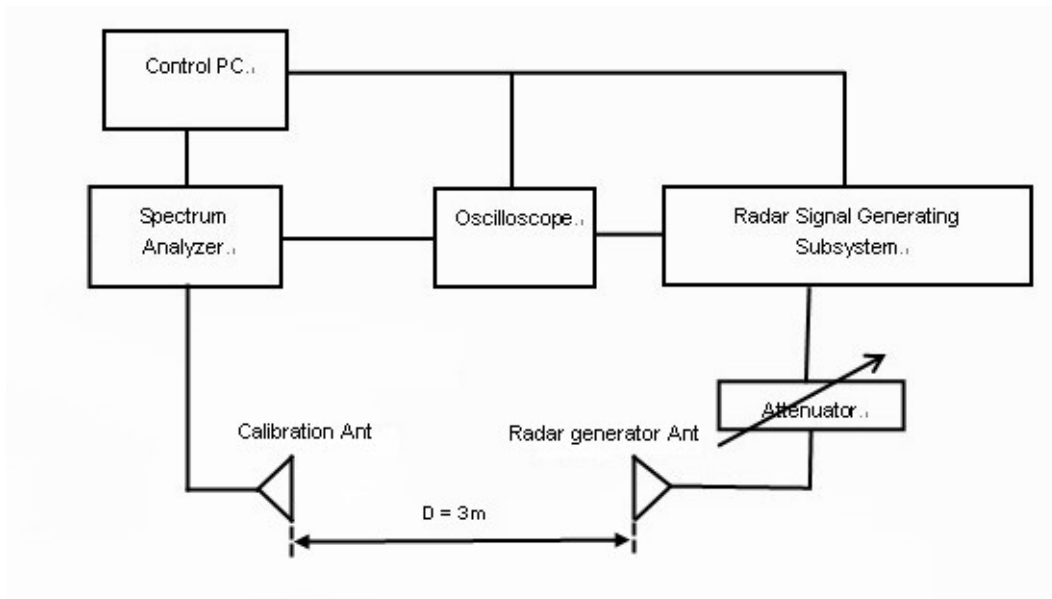 Control PC
Spectrum
Analyzer
Oscilloscope
Radar Signal Generating
Subsystem
Attenuator
Calibration Ant
Radar generator Ant
D = 3m